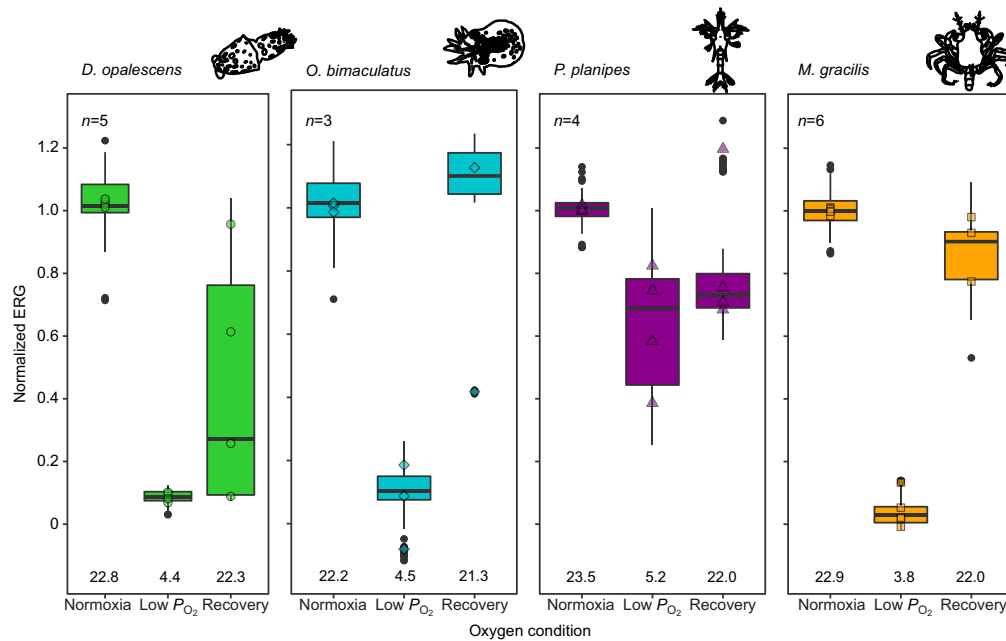 D. opalescens O. bimaculatus P. planipes M. gracilis
n=5 n=3 n=4 n=6
1.2
1.0
0.8
0.6
0.4
0.2
0
Normalized ERG
22.8 4.4 22.3 22.2 4.5 21.3 23.5 5.2 22.0 22.9 3.8 22.0
Normoxia Low PO2 Recovery Normoxia Low PO2 Recovery Normoxia Low PO2 Recovery Normoxia Low PO2 Recovery
Oxygen condition